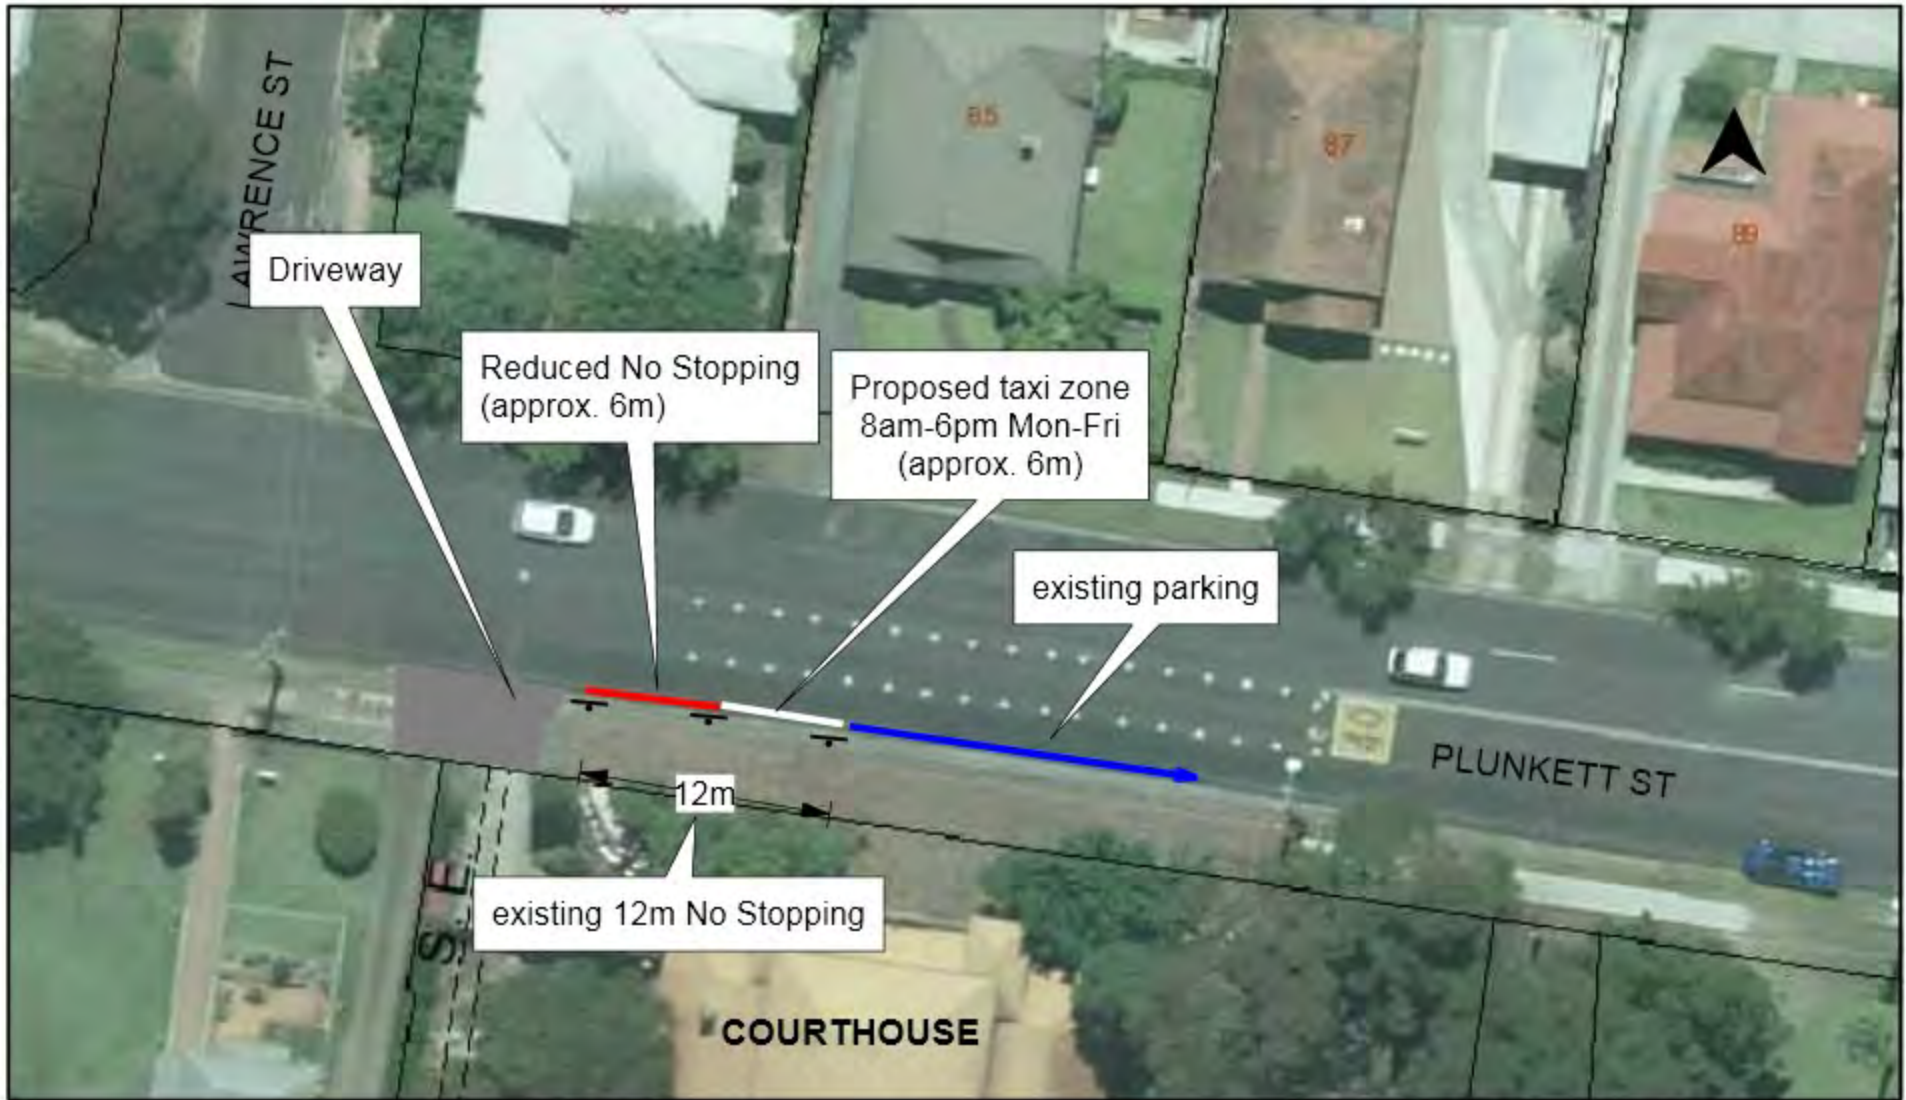 LAWRENCE ST
85
87
89
Driveway
Reduced No Stopping
(approx. 6m)
Proposed taxi zone
8am-6pm Mon-Fri
(approx. 6m)
existing parking
PLUNKETT ST
12m
S. E.
existing 12m No Stopping
COURTHOUSE